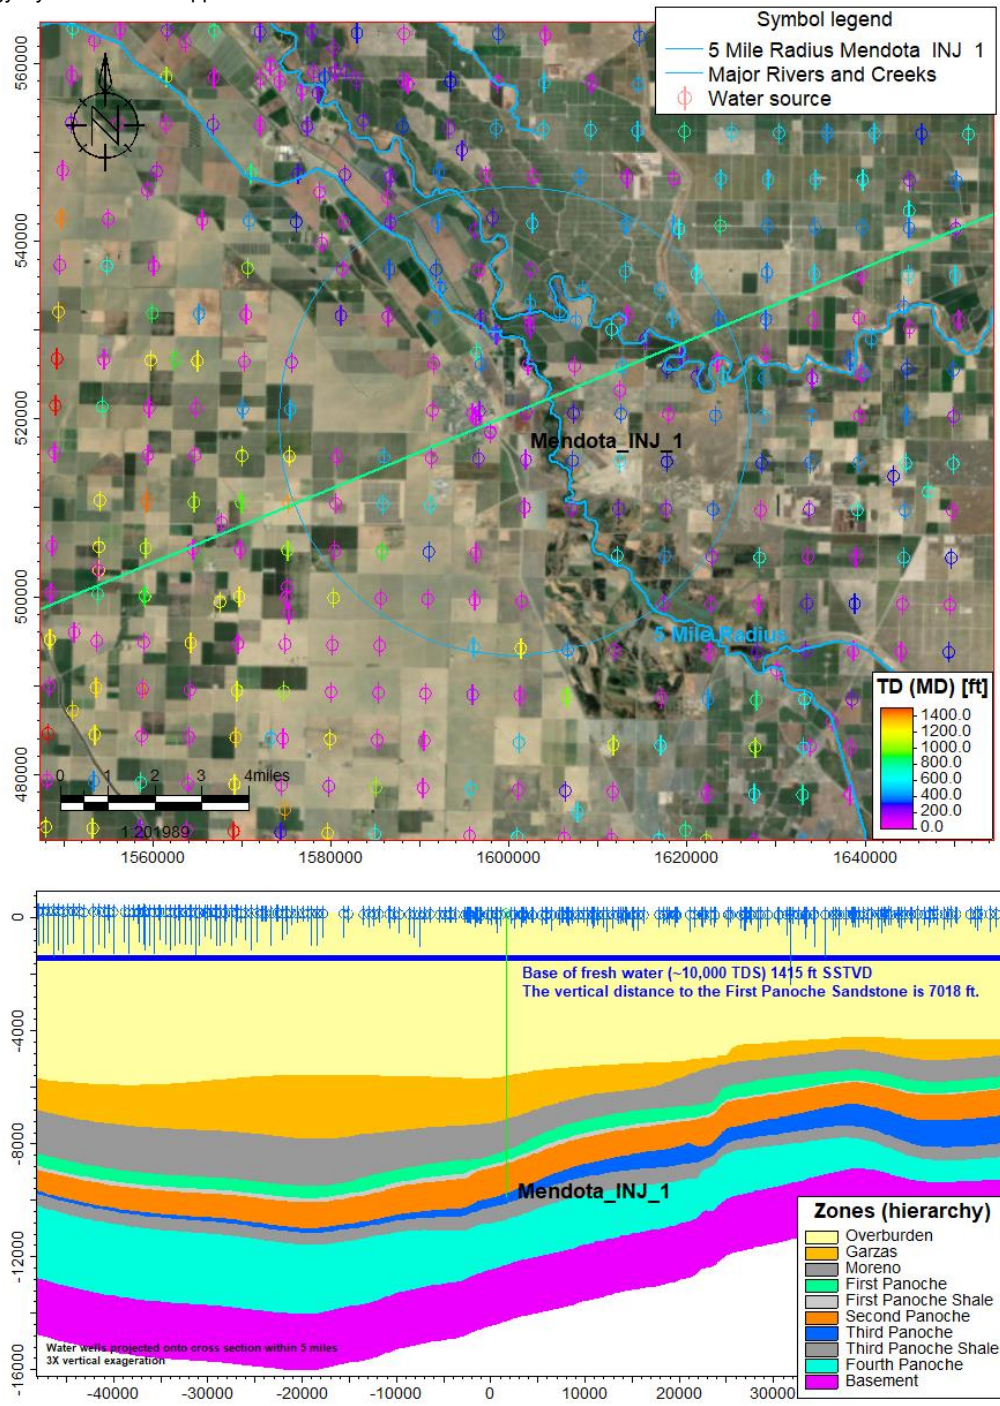 Symbol legend
5 Mile Radius Mendota INJ 1
Major Rivers and Creeks
Water source
N
560000
540000
520000
500000
480000
Mendota_INJ_1
5 Mile Radius
TD (MD) [ft]
1400.0
1200.0
1000.0
800.0
600.0
400.0
200.0
0.0
0 1 2 3 4miles
1:201989
1560000 1580000 1600000 1620000 1640000
0
-4000
-8000
-12000
-16000
Base of fresh water (~10,000 TDS) 1415 ft SSTVD
The vertical distance to the First Panoche Sandstone is 7018 ft.
Mendota_INJ_1
Zones (hierarchy)
Overburden
Garzas
Moreno
First Panoche
First Panoche Shale
Second Panoche
Third Panoche
Third Panoche Shale
Fourth Panoche
Basement
Water wells projected onto cross section within 5 miles
3X vertical exageration
-40000 -30000 -20000 -10000 0 10000 20000 30000